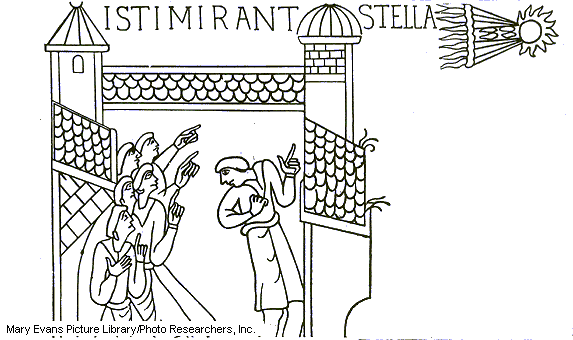 ISTIMIRANT STELLA
Mary Evans Picture Library/Photo Researchers, Inc.